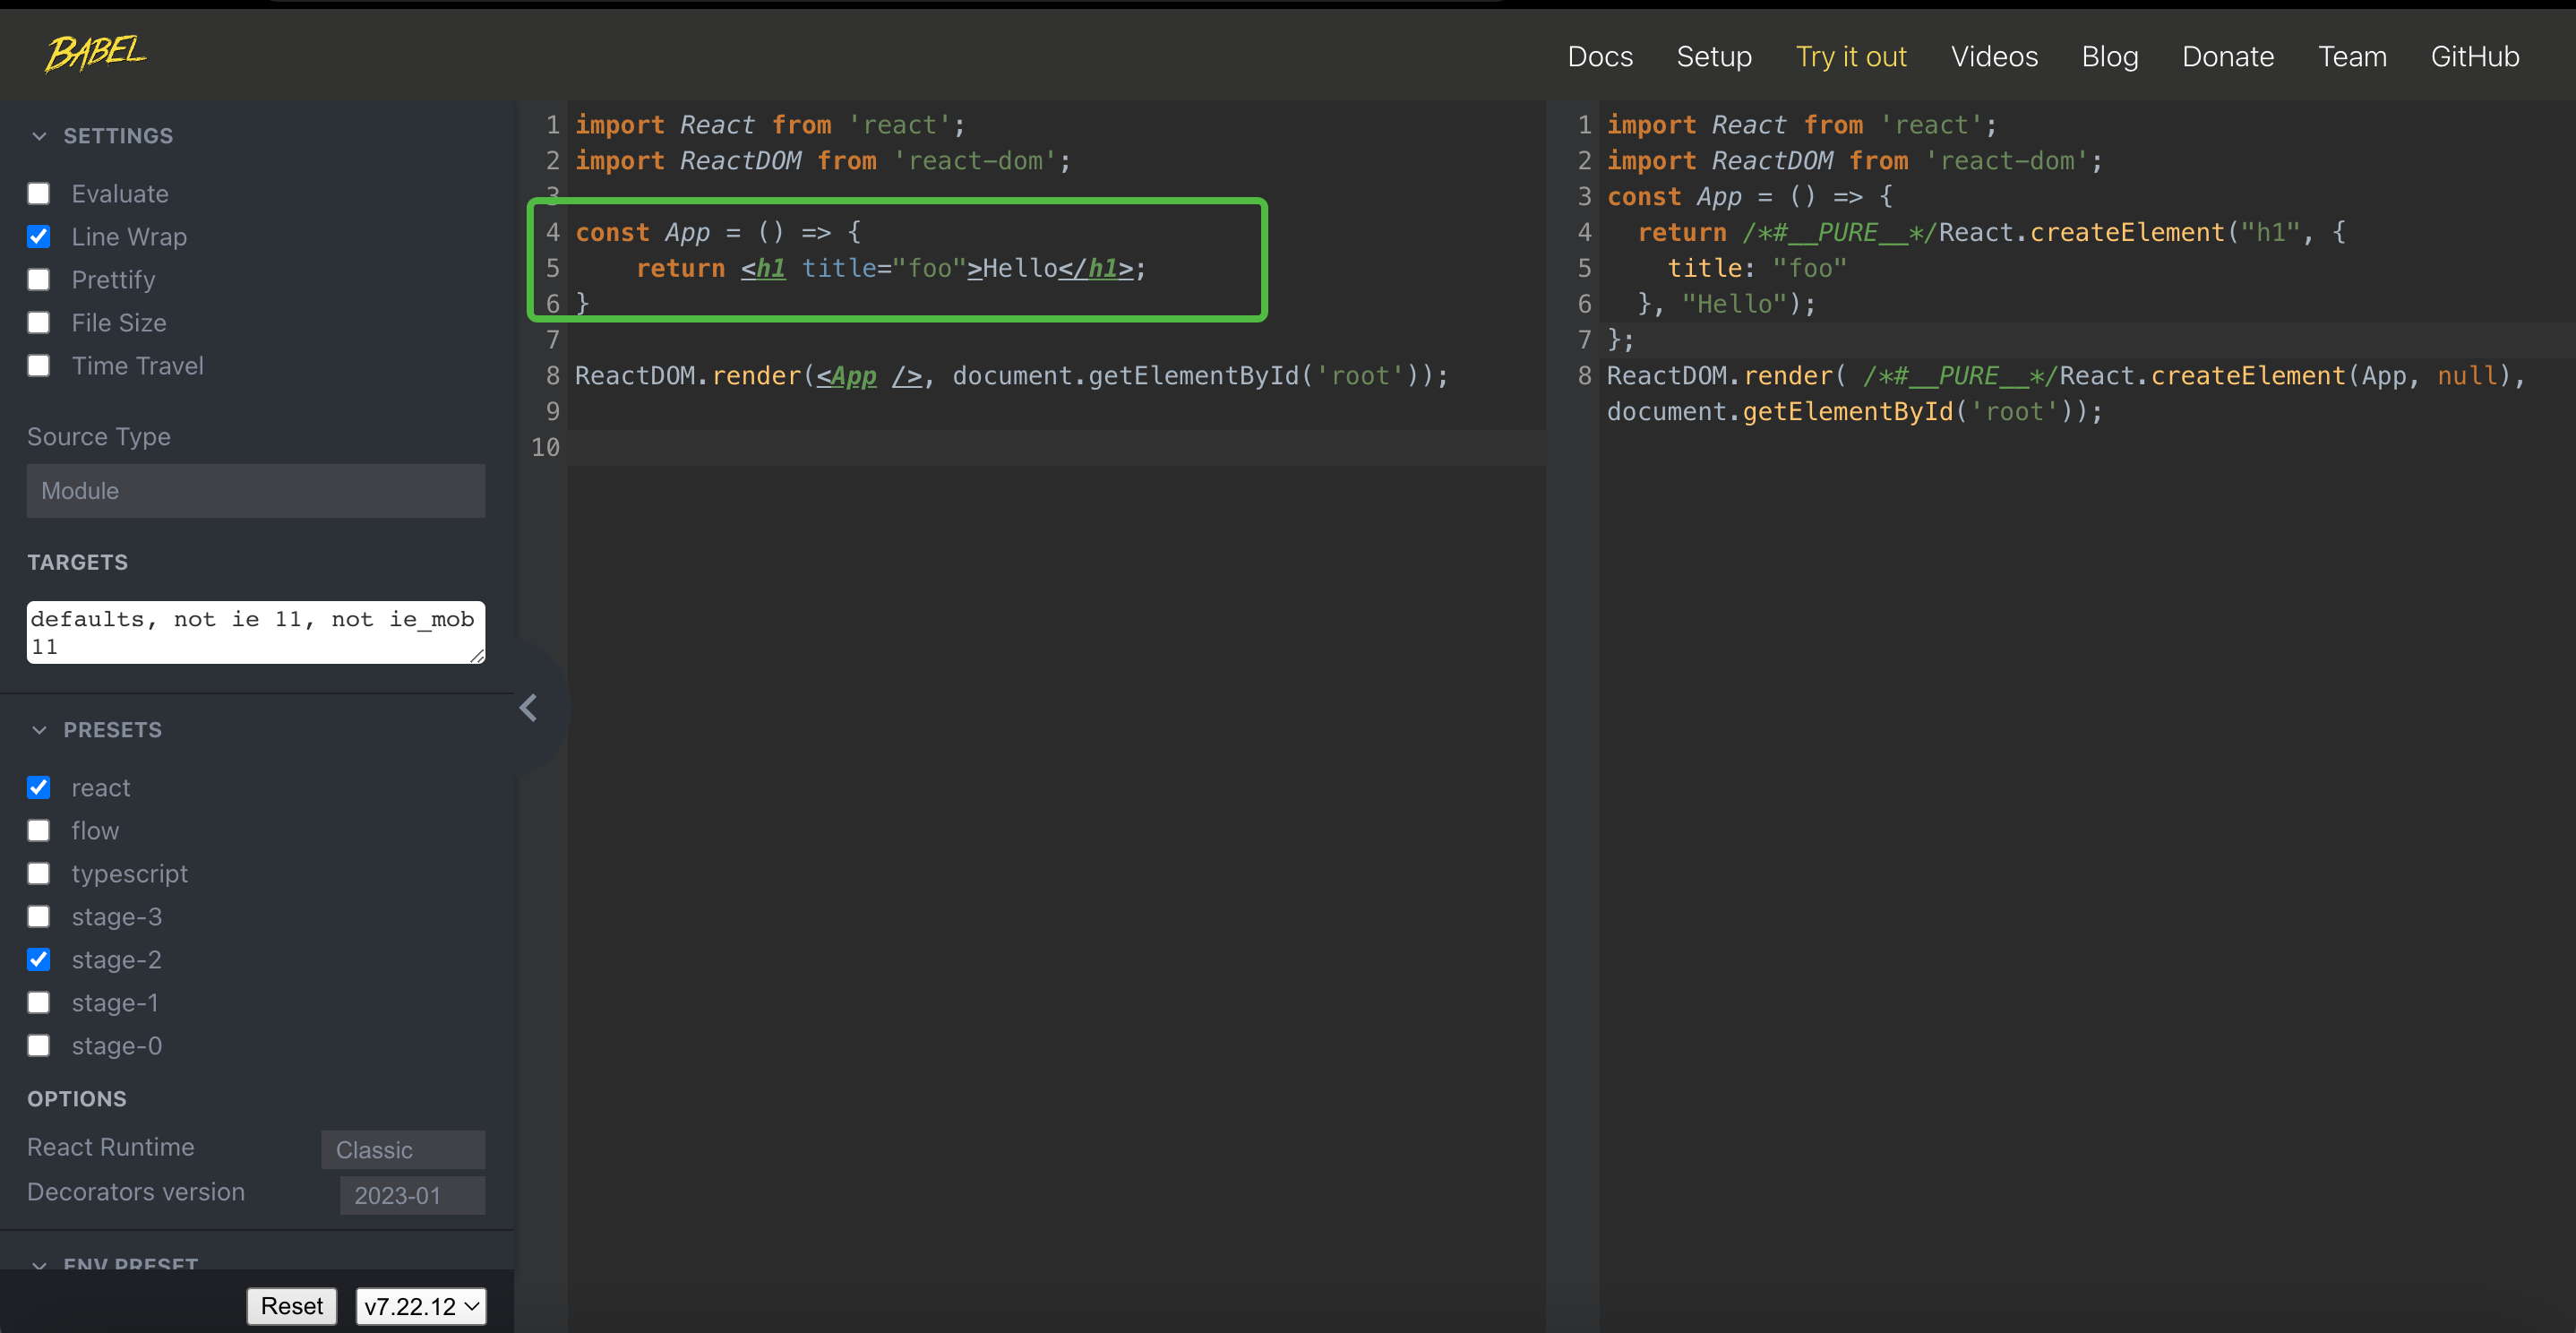 BABEL
Docs Setup Try it out Videos Blog Donate Team GitHub
SETTINGS
Evaluate
Line Wrap
Prettify
File Size
Time Travel
Source Type
Module
TARGETS
defaults, not ie 11, not ie_mob
11
PRESETS
react
flow
typescript
stage-3
stage-2
stage-1
stage-0
OPTIONS
React Runtime Classic
Decorators version 2023-01
ENV PRESET
Reset v7.22.12
1 import React from 'react';
2 import ReactDOM from 'react-dom';
3
4 const App = () => {
5     return <h1 title="foo">Hello</h1>;
6 }
7
8 ReactDOM.render(<App />, document.getElementById('root'));
9
10
1 import React from 'react';
2 import ReactDOM from 'react-dom';
3 const App = () => {
4   return /*#__PURE__*/React.createElement("h1", {
5     title: "foo"
6   }, "Hello");
7 };
8 ReactDOM.render( /*#__PURE__*/React.createElement(App, null),
document.getElementById('root'));